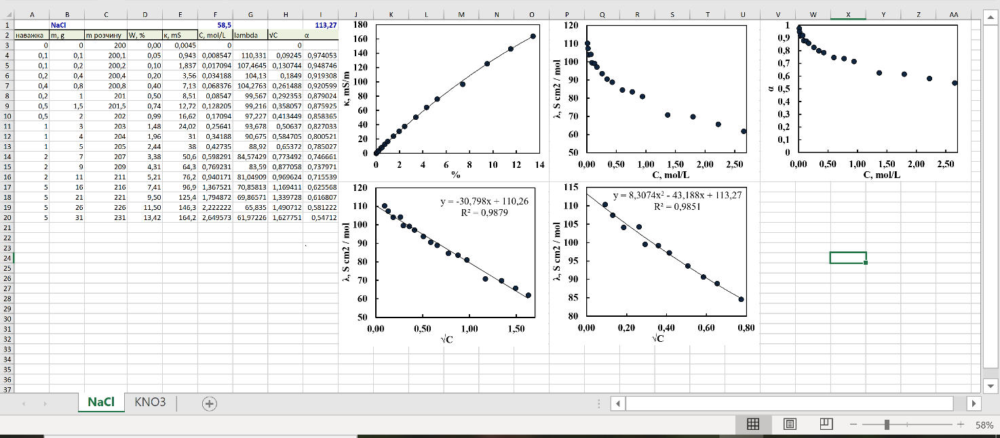 A B C D E F G H I J K L M N O P Q R S T U V W X Y Z AA
1 NaCl 58,5 113,27
2 наважка m, g m розчину W, % κ, mS C, mol/L lambda √C α
3 0 0 200 0,00 0,0045 0 0
4 0,1 0,1 200,1 0,05 0,943 0,008547 110,331 0,09245 0,974053
5 0,1 0,2 200,2 0,10 1,837 0,017094 107,4645 0,130744 0,948746
6 0,2 0,4 200,4 0,20 3,56 0,034188 104,13 0,1849 0,919308
7 0,4 0,8 200,8 0,40 7,13 0,068376 104,2763 0,261488 0,920599
8 0,2 1 201 0,50 8,51 0,08547 99,567 0,292353 0,879024
9 0,5 1,5 201,5 0,74 12,72 0,128205 99,216 0,358057 0,875925
10 0,5 2 202 0,99 16,62 0,17094 97,227 0,413449 0,858365
11 1 3 203 1,48 24,02 0,25641 93,678 0,50637 0,827033
12 1 4 204 1,96 31 0,34188 90,675 0,584705 0,800521
13 1 5 205 2,44 38 0,42735 88,92 0,65372 0,785027
14 2 7 207 3,38 50,6 0,598291 84,57429 0,773492 0,746661
15 2 9 209 4,31 64,3 0,769231 83,59 0,877058 0,737971
16 2 11 211 5,21 76,2 0,940171 81,04909 0,969624 0,715539
17 5 16 216 7,41 96,9 1,367521 70,85813 1,169411 0,625568
18 5 21 221 9,50 125,4 1,794872 69,86571 1,339728 0,616807
19 5 26 226 11,50 146,3 2,222222 65,835 1,490712 0,581222
20 5 31 231 13,42 164,2 2,649573 61,97226 1,627751 0,54712
21
22
23
24
25
26
27
28
29
30
31
32
33
34
35
36
37
κ, mS/m
180
160
140
120
100
80
60
40
20
0
0 2 4 6 8 10 12 14
%
λ, S cm2 / mol
120
110
100
90
80
70
60
50
0,00 0,50 1,00 1,50 2,00 2,50
C, mol/L
α
1
0,9
0,8
0,7
0,6
0,5
0,4
0,3
0,2
0,1
0
0,00 0,50 1,00 1,50 2,00 2,50
C, mol/L
λ, S cm2 / mol
120
110
100
90
80
70
60
50
y = -30,798x + 110,26
R² = 0,9879
0,00 0,50 1,00 1,50
√C
λ, S cm2 / mol
115
110
105
100
95
90
85
80
y = 8,3074x² - 43,188x + 113,27
R² = 0,9851
0,00 0,20 0,40 0,60 0,80
√C
NaCl KNO3
58%